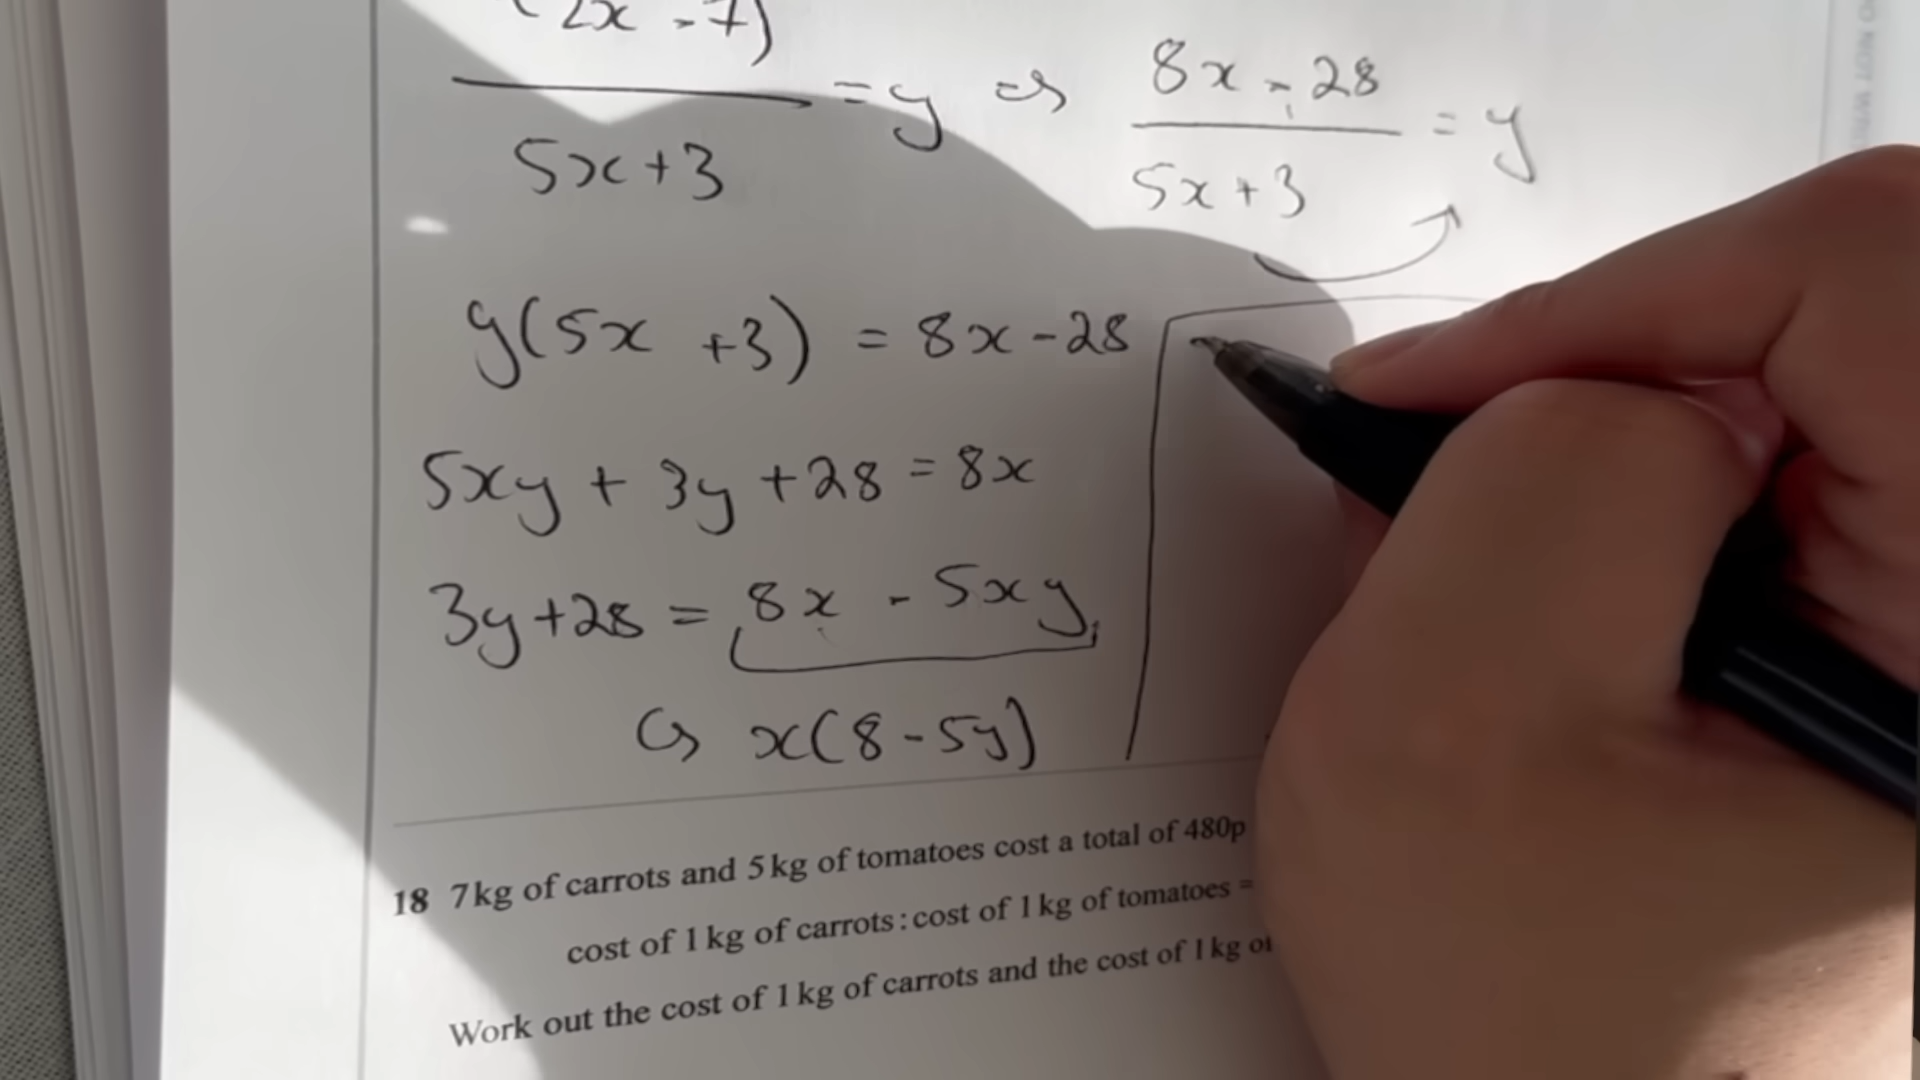 (2x - 7)
5x+3
= y ⇒
8x - 28
5x + 3
= y
y(5x +3) = 8x - 28
5xy + 3y + 28 = 8x
3y+28 = 8x - 5xy
↳ x(8 - 5y)
18 7 kg of carrots and 5 kg of tomatoes cost a total of 480p
cost of 1 kg of carrots : cost of 1 kg of tomatoes =
Work out the cost of 1 kg of carrots and the cost of 1 kg